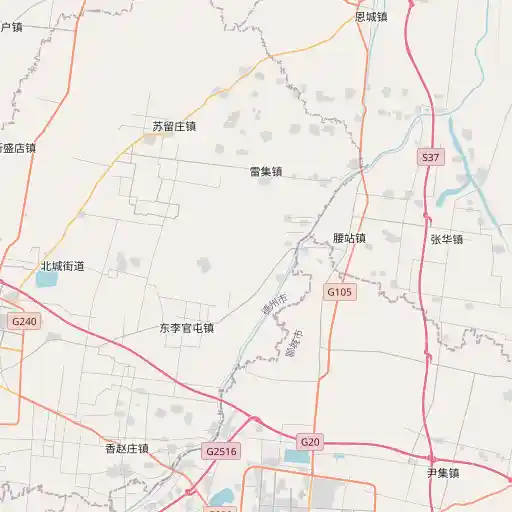 恩城镇
户镇
苏留庄镇
盛店镇
S37
雷集镇
腰站镇
张华镇
北城街道
G105
德州市
G240
东李官屯镇
聊城市
G20
香赵庄镇
G2516
尹集镇